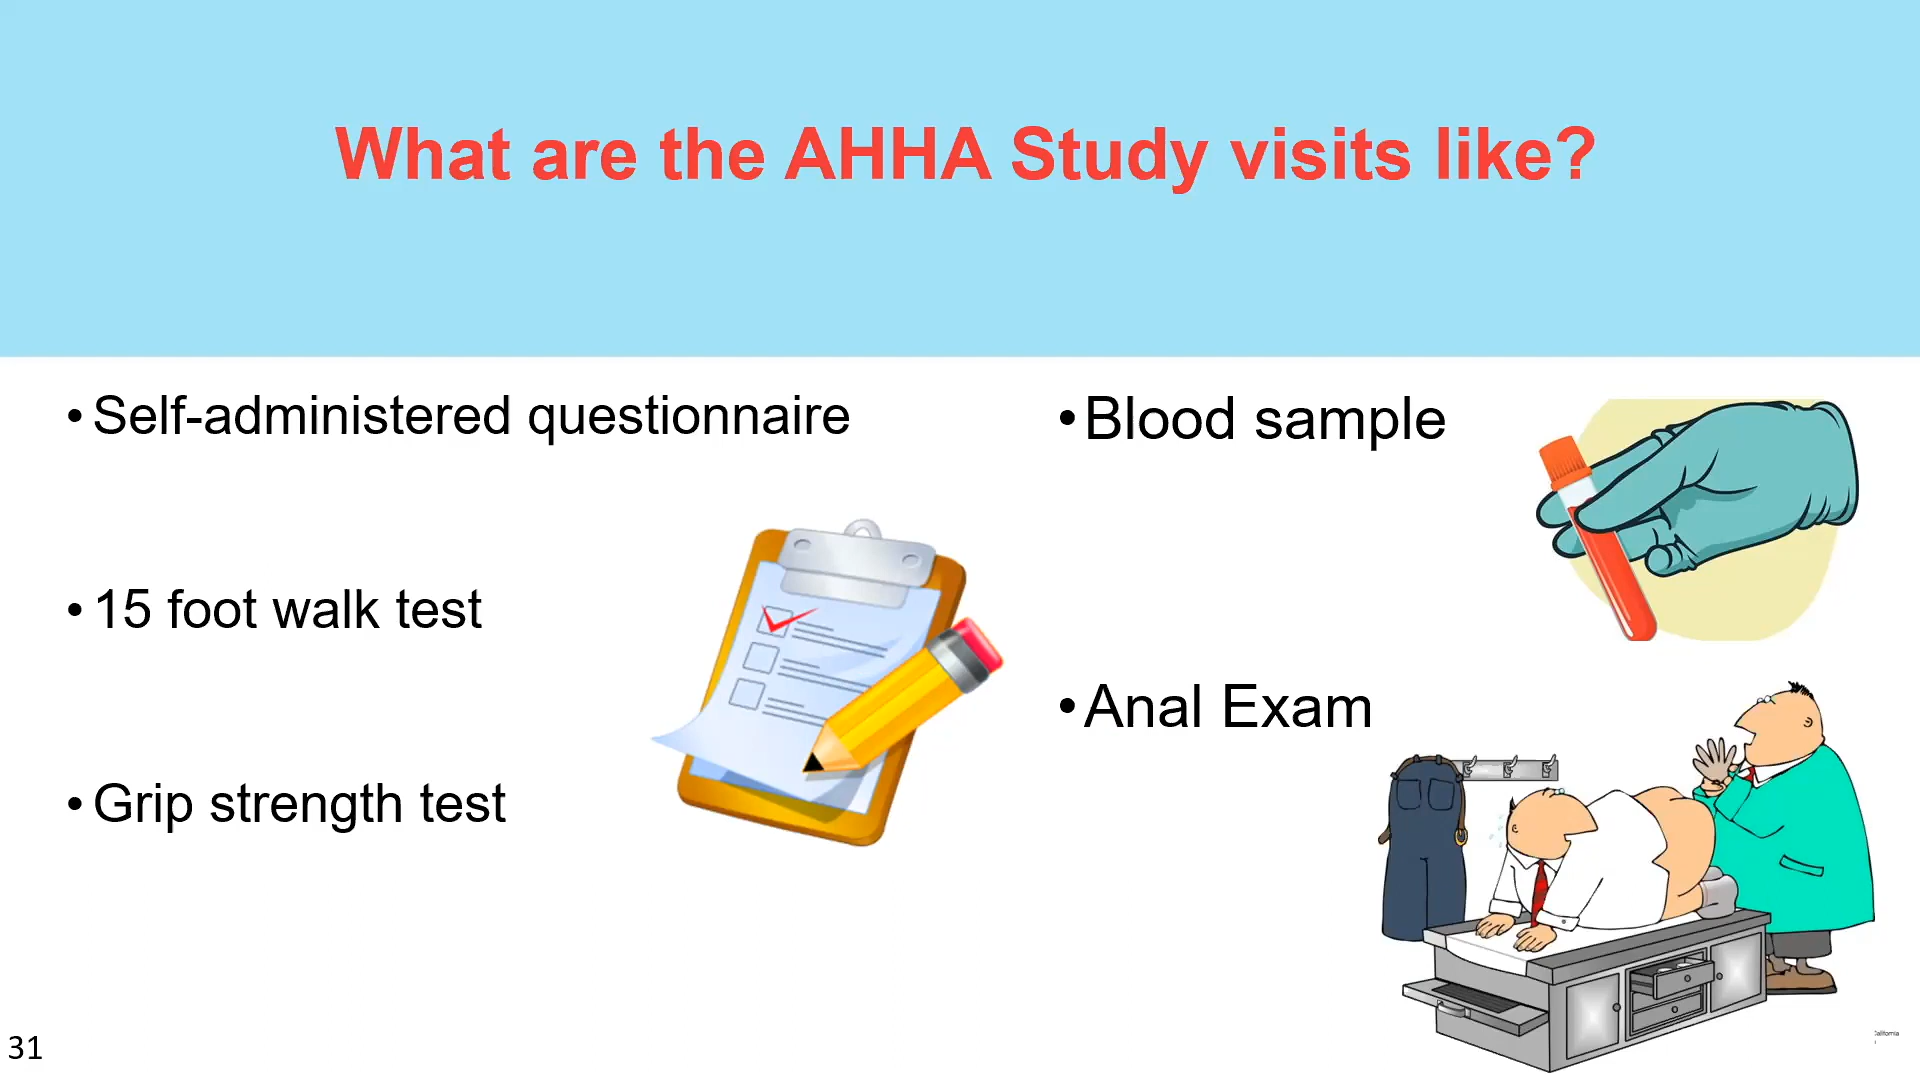 What are the AHHA Study visits like?
• Self-administered questionnaire
• 15 foot walk test
• Grip strength test
• Blood sample
• Anal Exam
31
California